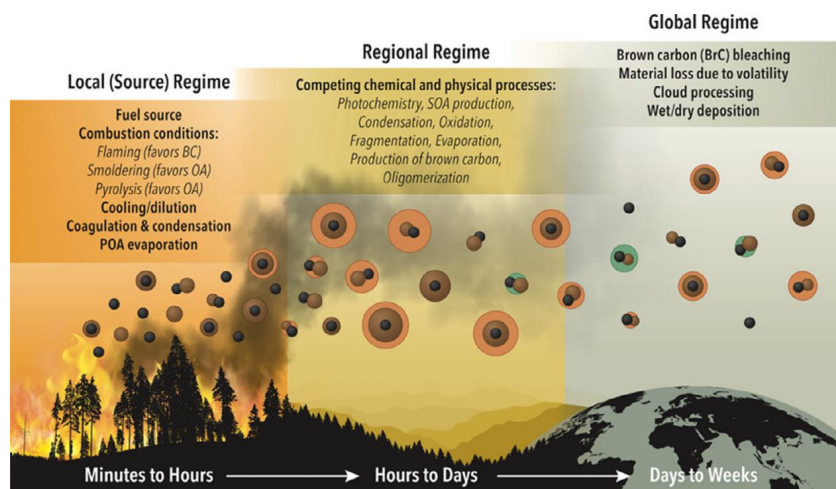 Local (Source) Regime
Fuel source
Combustion conditions:
Flaming (favors BC)
Smoldering (favors OA)
Pyrolysis (favors OA)
Cooling/dilution
Coagulation & condensation
POA evaporation
Regional Regime
Competing chemical and physical processes:
Photochemistry, SOA production,
Condensation, Oxidation,
Fragmentation, Evaporation,
Production of brown carbon,
Oligomerization
Global Regime
Brown carbon (BrC) bleaching
Material loss due to volatility
Cloud processing
Wet/dry deposition
Minutes to Hours
Hours to Days
Days to Weeks